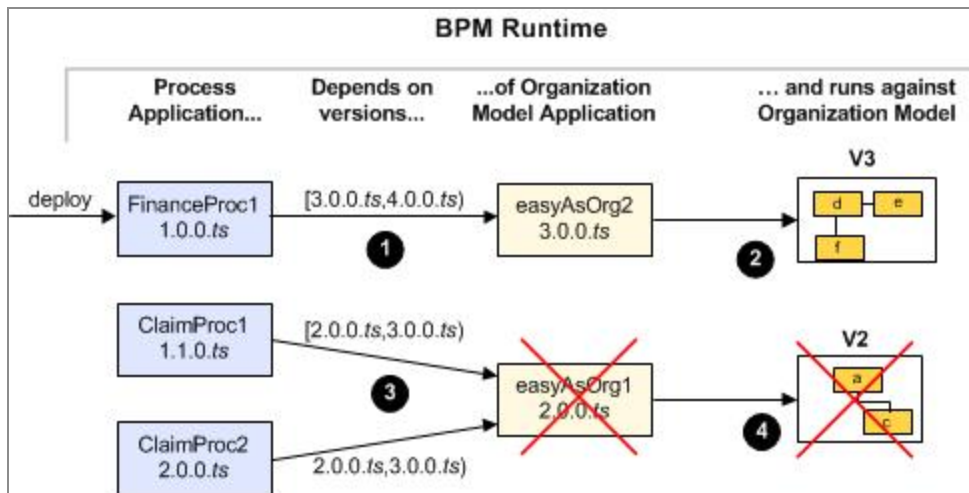 BPM Runtime
Process
Application...
Depends on
versions...
...of Organization
Model Application
... and runs against
Organization Model
V3
deploy
FinanceProc1
1.0.0.ts
[3.0.0.ts,4.0.0.ts)
1
easyAsOrg2
3.0.0.ts
2
d
e
f
ClaimProc1
1.1.0.ts
[2.0.0.ts,3.0.0.ts)
3
easyAsOrg1
2.0.0.ts
V2
a
c
4
ClaimProc2
2.0.0.ts
2.0.0.ts,3.0.0.ts)